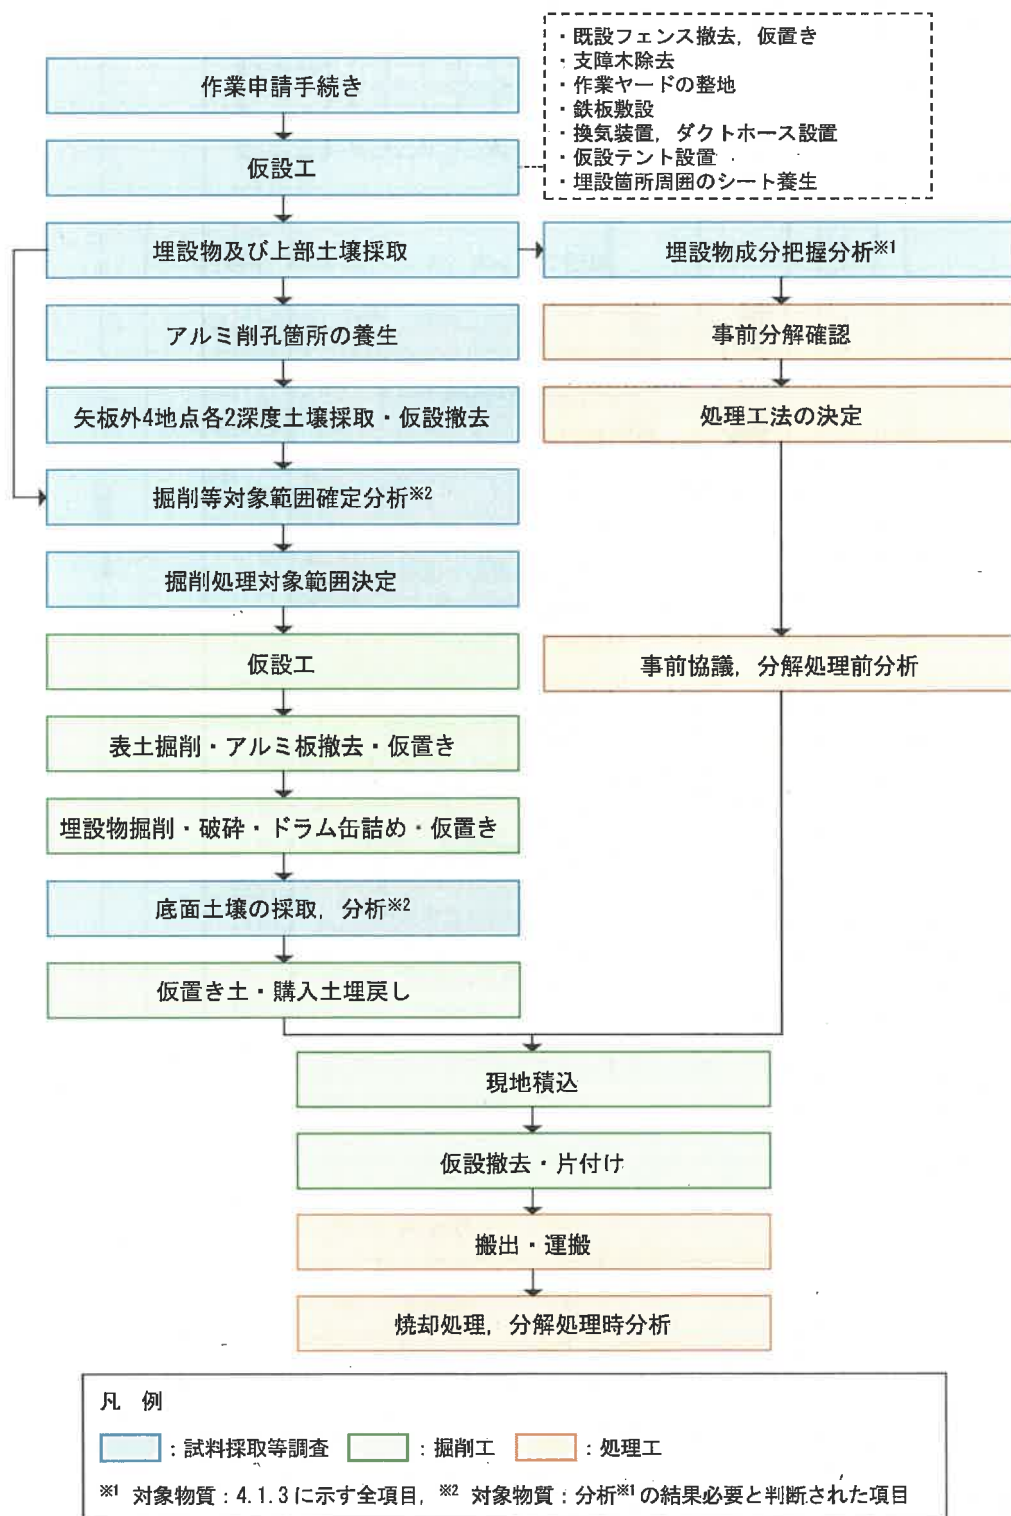 作業申請手続き
・既設フェンス撤去，仮置き
・支障木除去
・作業ヤードの整地
・鉄板敷設
・換気装置，ダクトホース設置
・仮設テント設置
・埋設箇所周囲のシート養生
仮設工
埋設物及び上部土壌採取
埋設物成分把握分析※1
アルミ削孔箇所の養生
事前分解確認
矢板外4地点各2深度土壌採取・仮設撤去
処理工法の決定
掘削等対象範囲確定分析※2
掘削処理対象範囲決定
仮設工
事前協議，分解処理前分析
表土掘削・アルミ板撤去・仮置き
埋設物掘削・破砕・ドラム缶詰め・仮置き
底面土壌の採取，分析※2
仮置き土・購入土埋戻し
現地積込
仮設撤去・片付け
搬出・運搬
焼却処理，分解処理時分析
凡　例
：試料採取等調査　：掘削工　：処理工
※1 対象物質：4.1.3に示す全項目，※2 対象物質：分析※1の結果必要と判断された項目